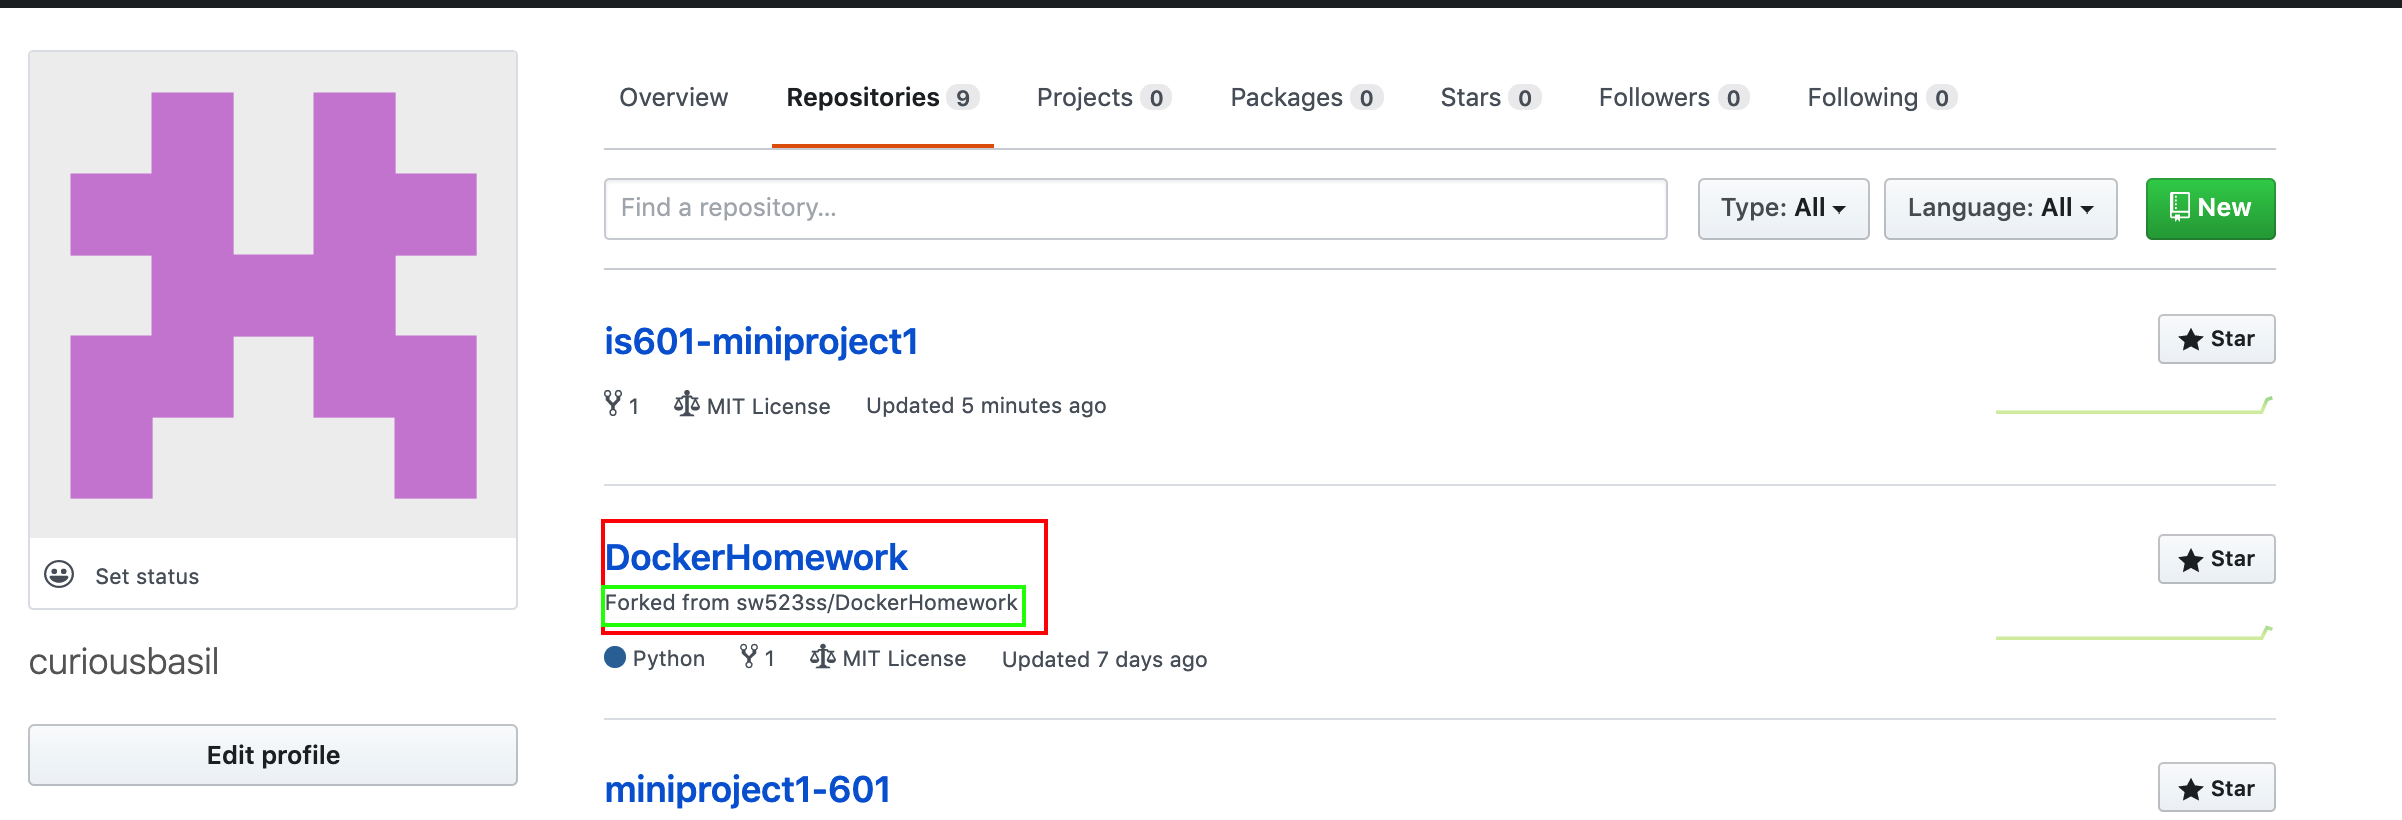 Overview Repositories 9 Projects 0 Packages 0 Stars 0 Followers 0 Following 0
Find a repository... Type: All Language: All New
is601-miniproject1 Star
1 MIT License Updated 5 minutes ago
DockerHomework Star
Forked from sw523ss/DockerHomework
Python 1 MIT License Updated 7 days ago
miniproject1-601 Star
Set status
curiousbasil
Edit profile